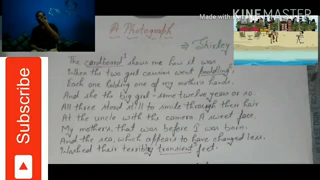 Made With
KINEMASTER
A Photograph
⇒ Shirley
The cardboard shows me how it was
When the two girl cousins went paddling,
Each one holding one of my mother's hands,
And she the big girl - some twelve years or so.
All three stood still to smile through their hair
At the uncle with the camera. A sweet face,
My mother's, that was before I was born.
And the sea, which appears to have changed less,
Washed their terribly transient feet.
Subscribe